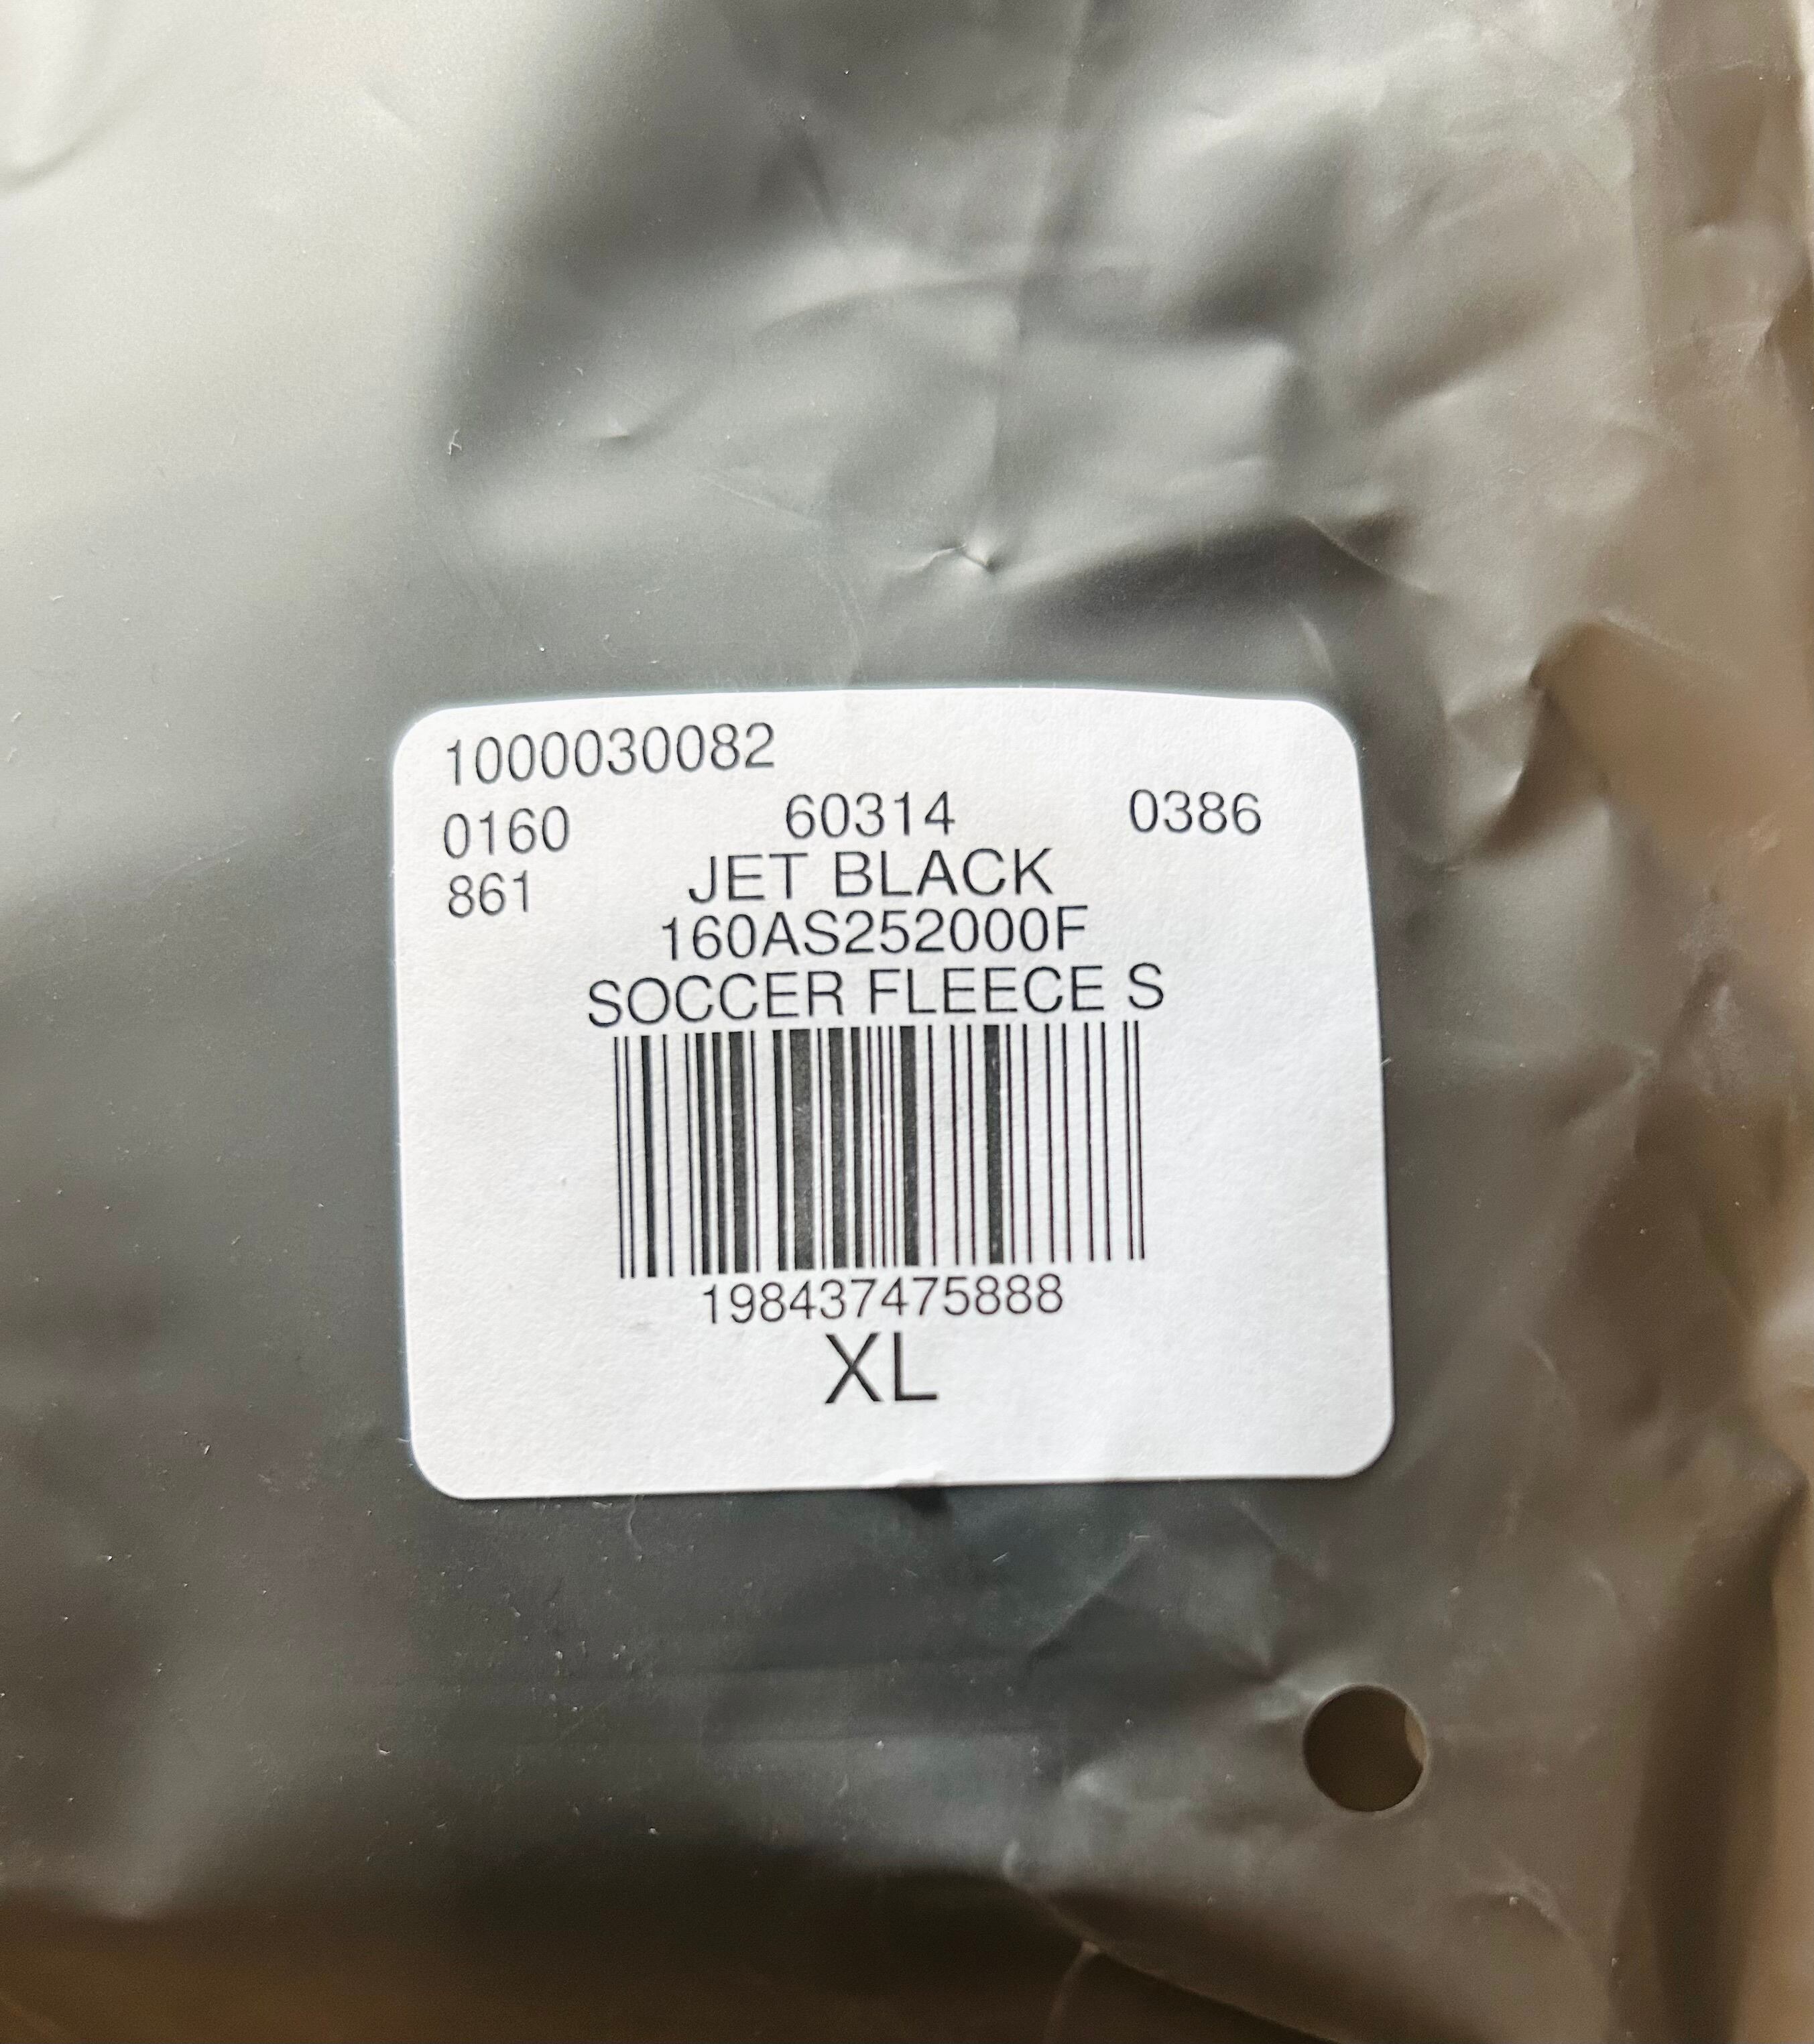 1000030082
0160 60314 0386
861 JET BLACK
160AS252000F
SOCCER FLEECE S
198437475888
XL